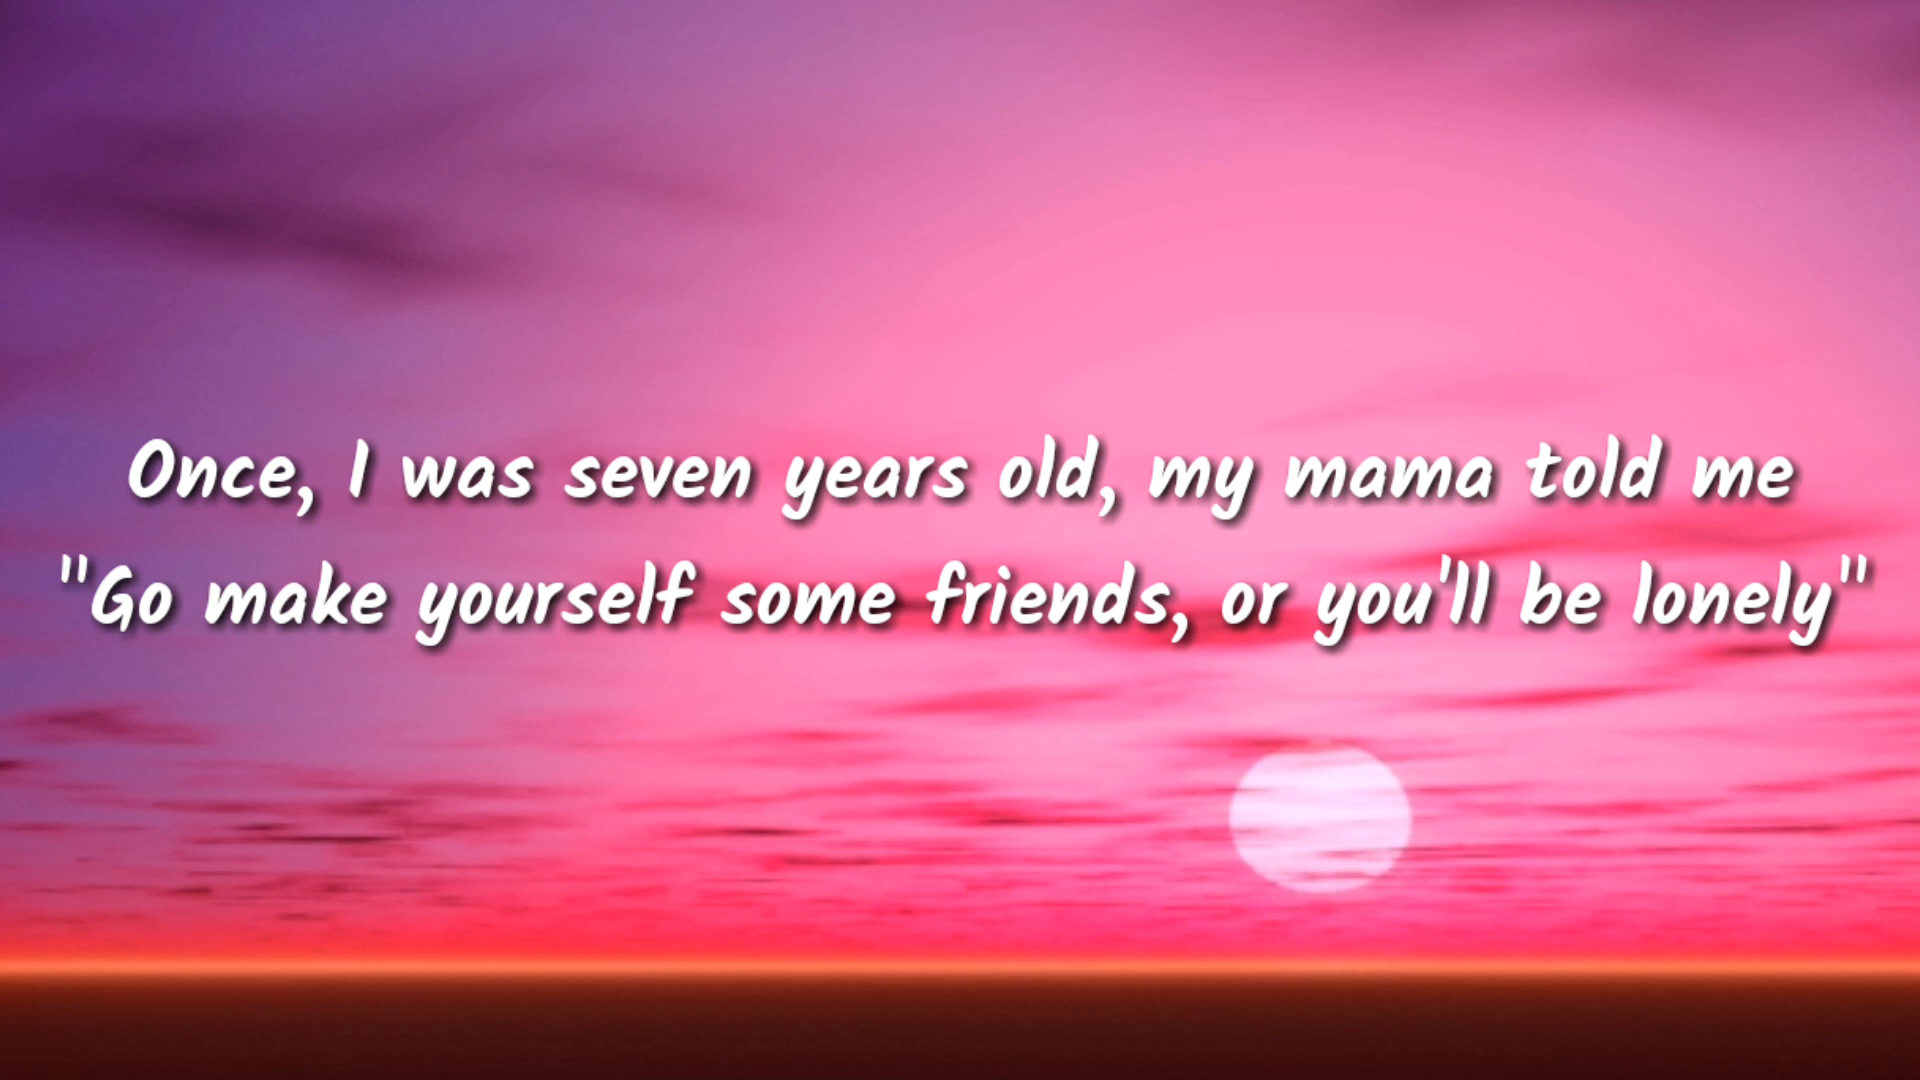 Once, I was seven years old, my mama told me
"Go make yourself some friends, or you'll be lonely"